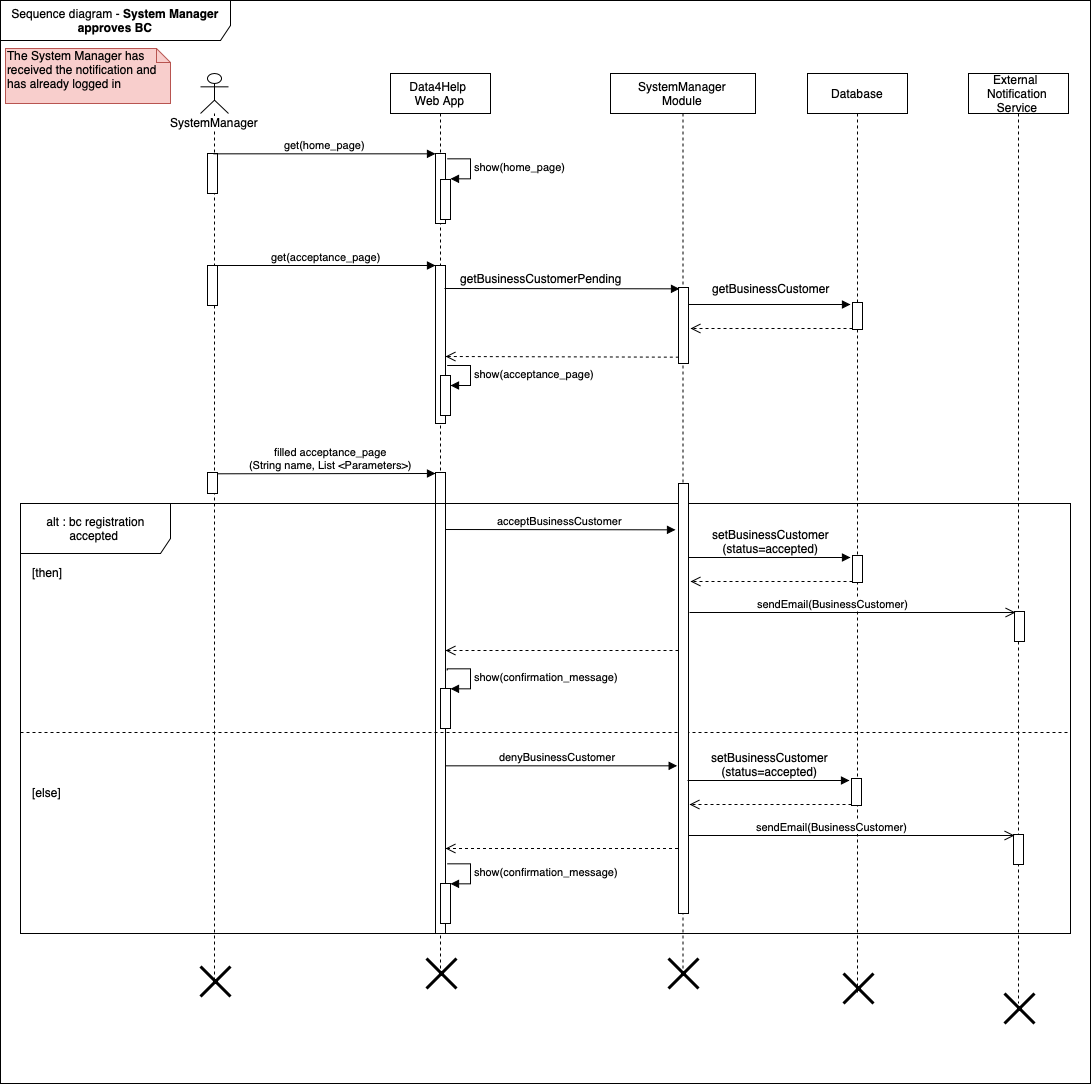 Sequence diagram - System Manager
approves BC
The System Manager has
received the notification and
has already logged in
SystemManager
Data4Help
Web App
SystemManager
Module
Database
External
Notification
Service
get(home_page)
show(home_page)
get(acceptance_page)
getBusinessCustomerPending
getBusinessCustomer
show(acceptance_page)
filled acceptance_page
(String name, List <Parameters>)
alt : bc registration
accepted
acceptBusinessCustomer
setBusinessCustomer
(status=accepted)
[then]
sendEmail(BusinessCustomer)
show(confirmation_message)
denyBusinessCustomer
setBusinessCustomer
(status=accepted)
[else]
sendEmail(BusinessCustomer)
show(confirmation_message)